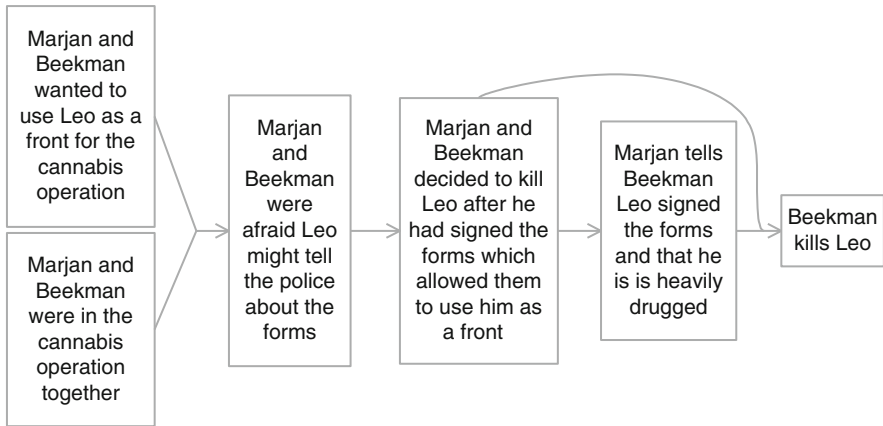 Marjan and
Beekman
wanted to
use Leo as a
front for the
cannabis
operation
Marjan and
Beekman
were in the
cannabis
operation
together
Marjan
and
Beekman
were
afraid Leo
might tell
the police
about the
forms
Marjan and
Beekman
decided to kill
Leo after he
had signed the
forms which
allowed them
to use him as
a front
Marjan tells
Beekman
Leo signed
the forms
and that he
is is heavily
drugged
Beekman
kills Leo